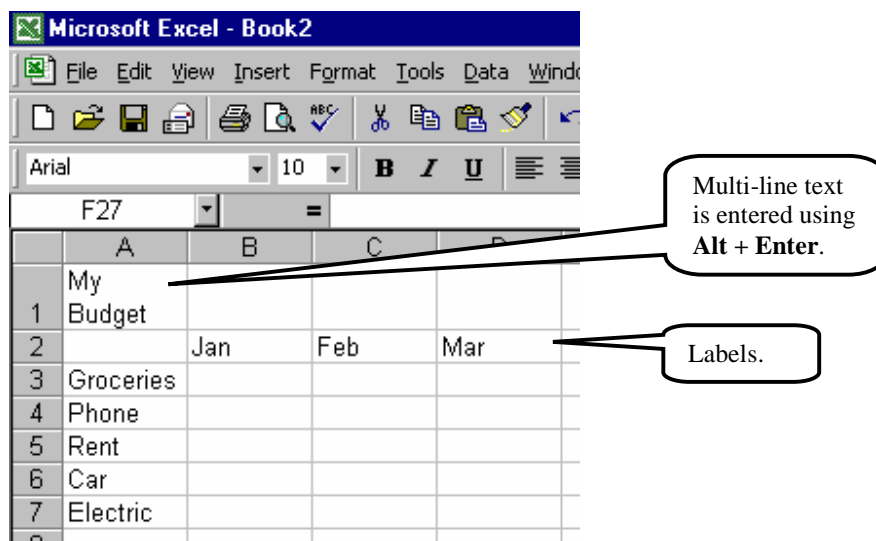 Microsoft Excel - Book2
File Edit View Insert Format Tools Data
ABC
Arial 10 B I U
F27 =
A B C
My
1 Budget
2 Jan Feb Mar
3 Groceries
4 Phone
5 Rent
6 Car
7 Electric
Multi-line text
is entered using
Alt + Enter.
Labels.